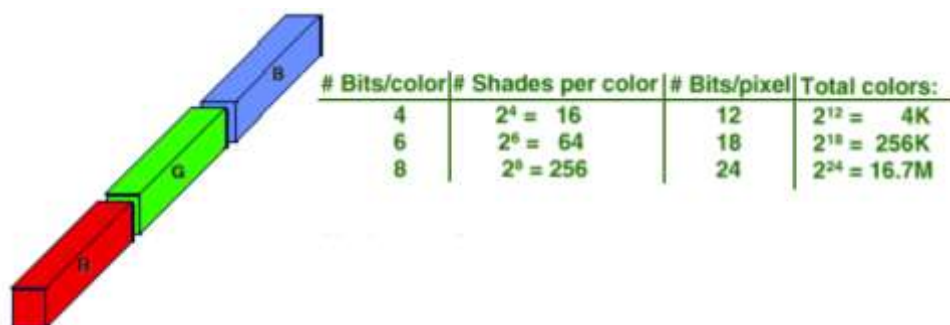 B
# Bits/color # Shades per color # Bits/pixel Total colors:
4 2⁴ = 16 12 2¹² = 4K
6 2⁶ = 64 18 2¹⁸ = 256K
G
8 2⁸ = 256 24 2²⁴ = 16.7M
R